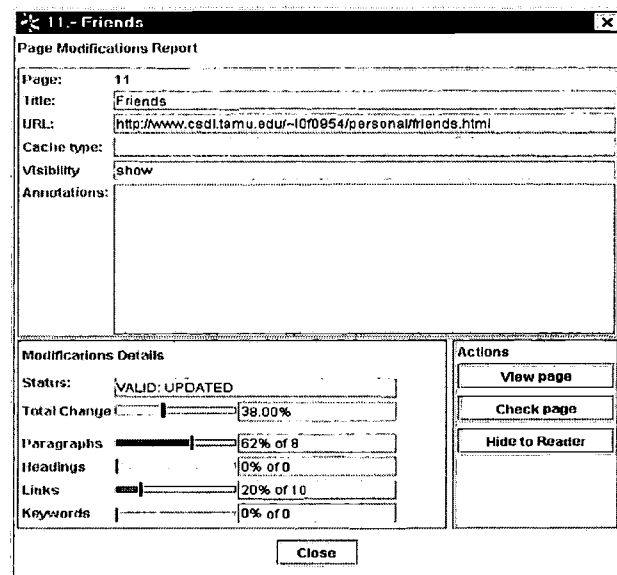 11.- Friends
Page Modifications Report
Page: 11
Title: Friends
URL: http://www.csdl.tamu.edu/~l0f0954/personal/friends.html
Cache type:
Visibility show
Annotations:
Modificarions Details
Status: VALID: UPDATED
Total Change 38.00%
Paragraphs 62% of 8
Headings 0% of 0
Links 20% of 10
Keywords 0% of 0
Actions
View page
Check page
Hide to Reader
Close